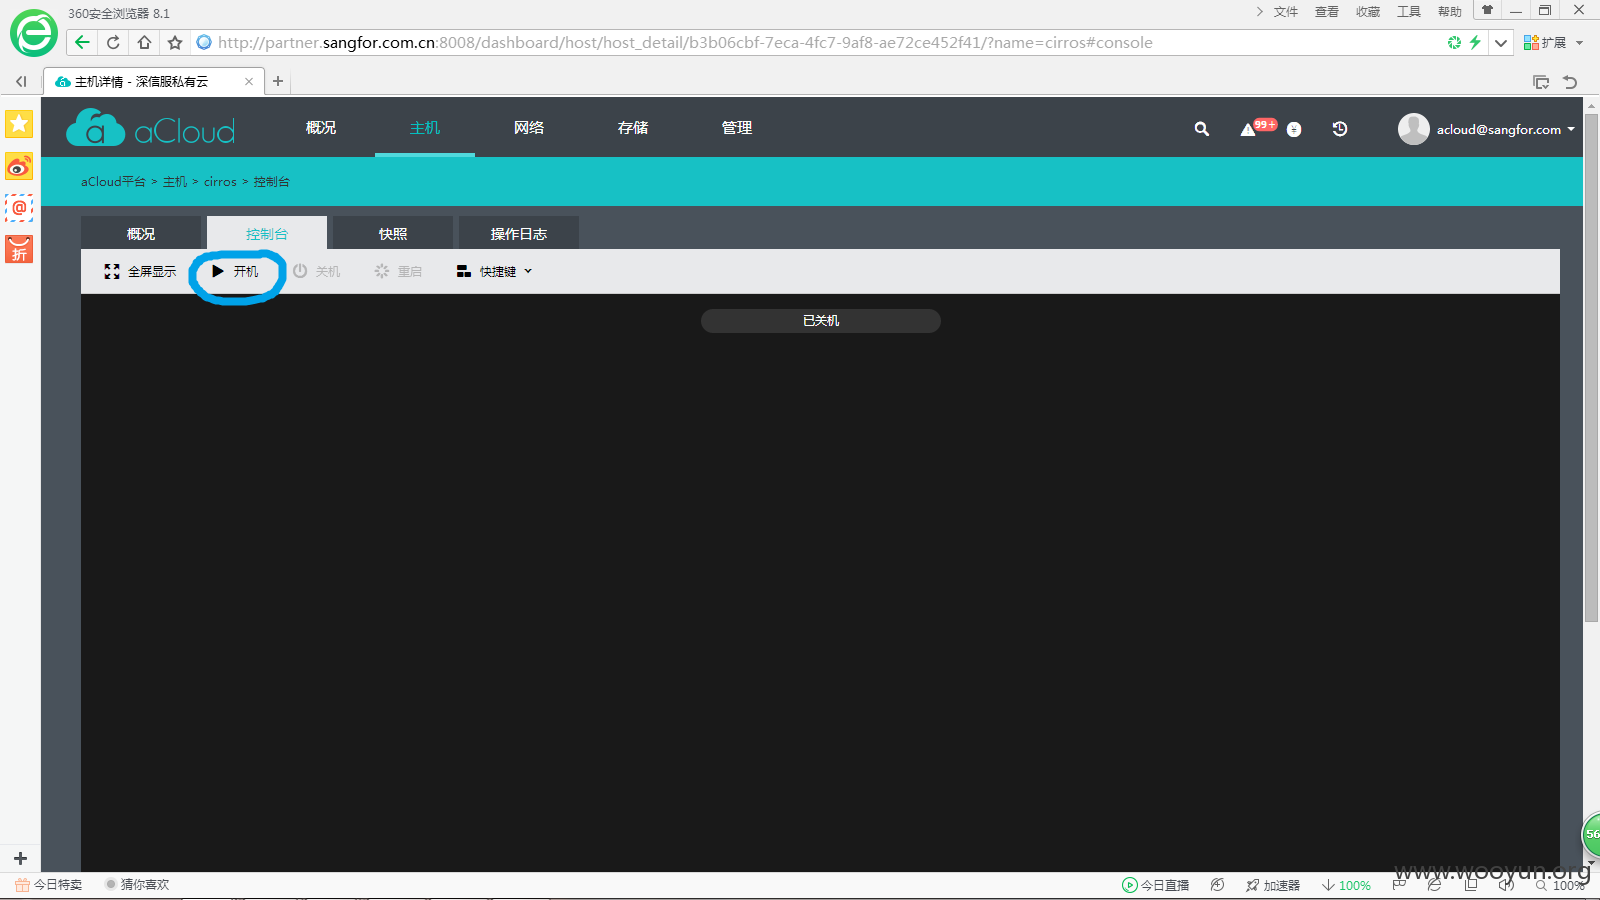 360安全浏览器 8.1
文件 查看 收藏 工具 帮助
http://partner.sangfor.com.cn:8008/dashboard/host/host_detail/b3b06cbf-7eca-4fc7-9af8-ae72ce452f41/?name=cirros#console
扩展
主机详情 - 深信服私有云
aCloud 概况 主机 网络 存储 管理 99+ acloud@sangfor.com
aCloud平台 > 主机 > cirros > 控制台
概况 控制台 快照 操作日志
全屏显示 开机 关机 重启 快捷键
已关机
@
折
56
www.wooyun.org
今日特卖 猜你喜欢 今日直播 加速器 100% 100%